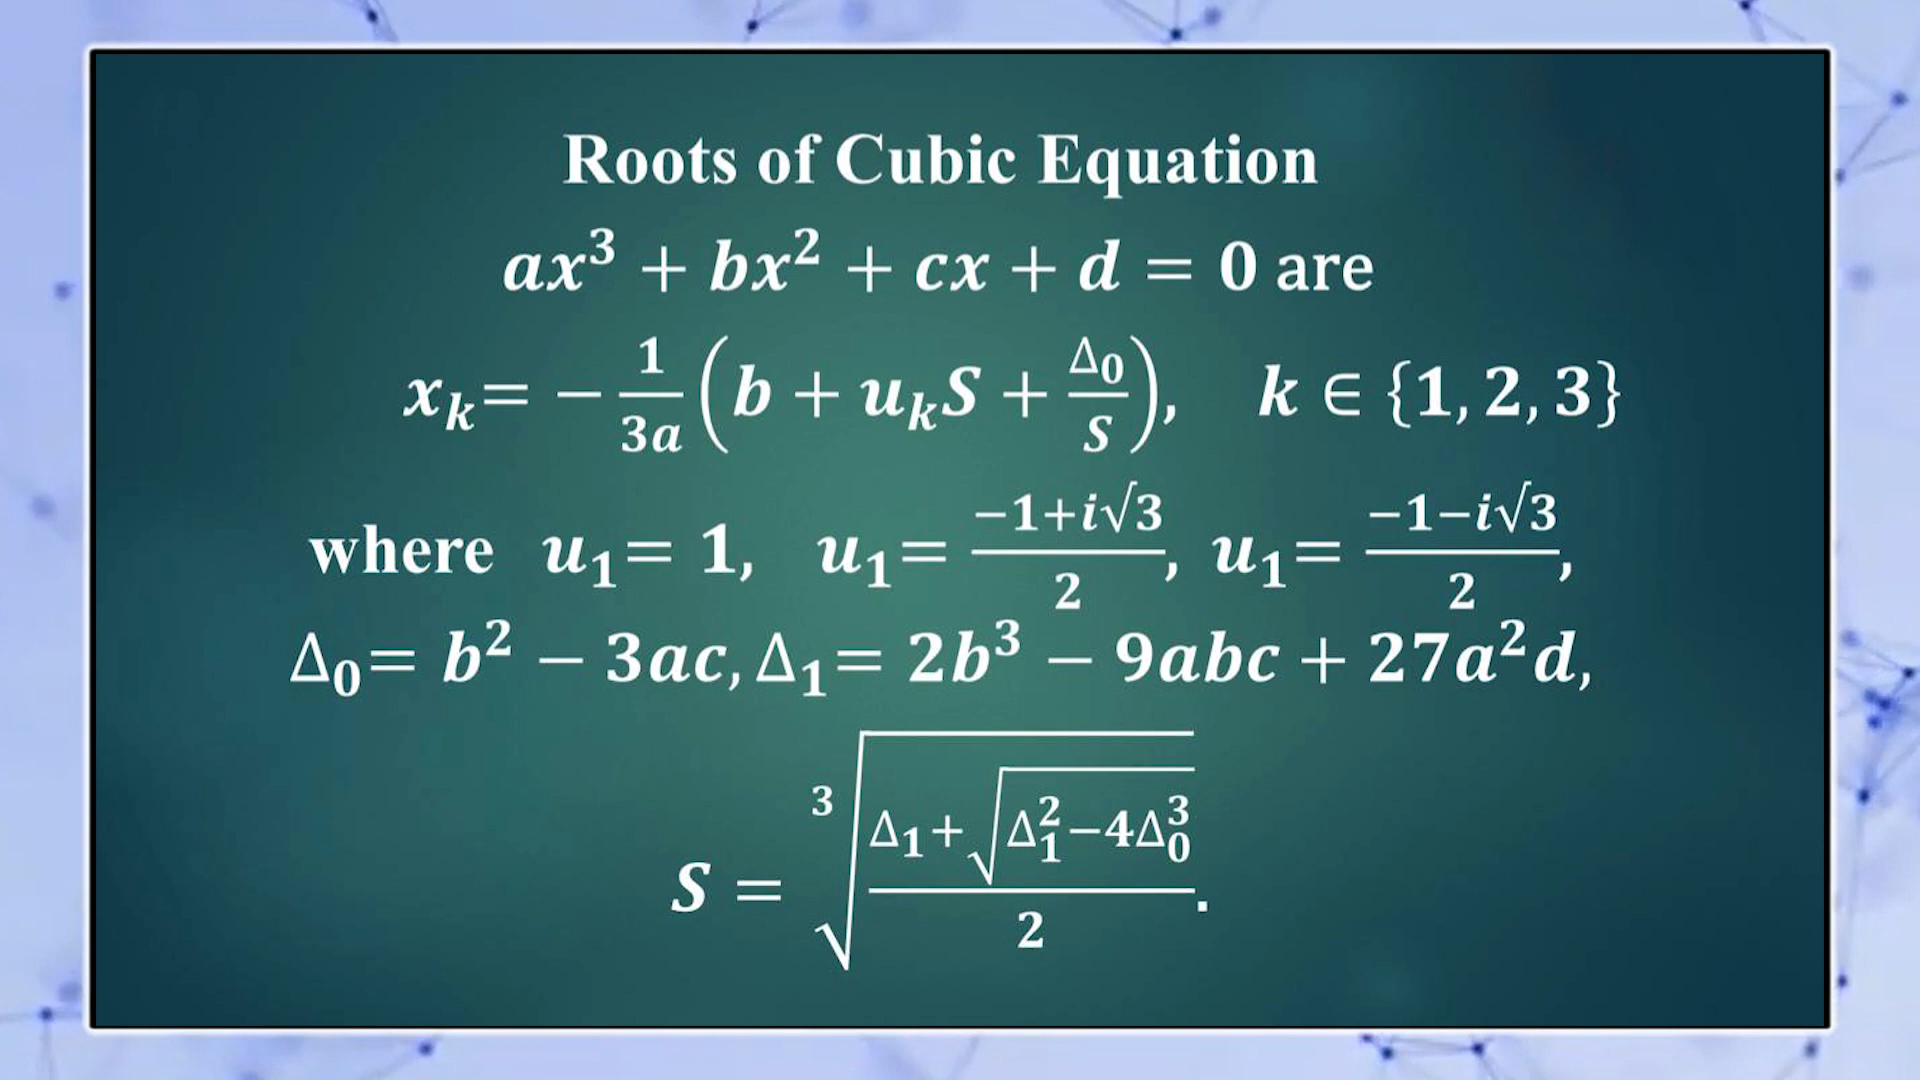 Roots of Cubic Equation
ax³ + bx² + cx + d = 0 are
xₖ= −1/3a (b + uₖS + Δ₀/S), k ∈ {1, 2, 3}
where u₁= 1, u₁= −1+i√3/2, u₁= −1−i√3/2,
Δ₀= b² − 3ac, Δ₁= 2b³ − 9abc + 27a²d,
S = ∛((Δ₁+√(Δ₁²−4Δ₀³))/2).